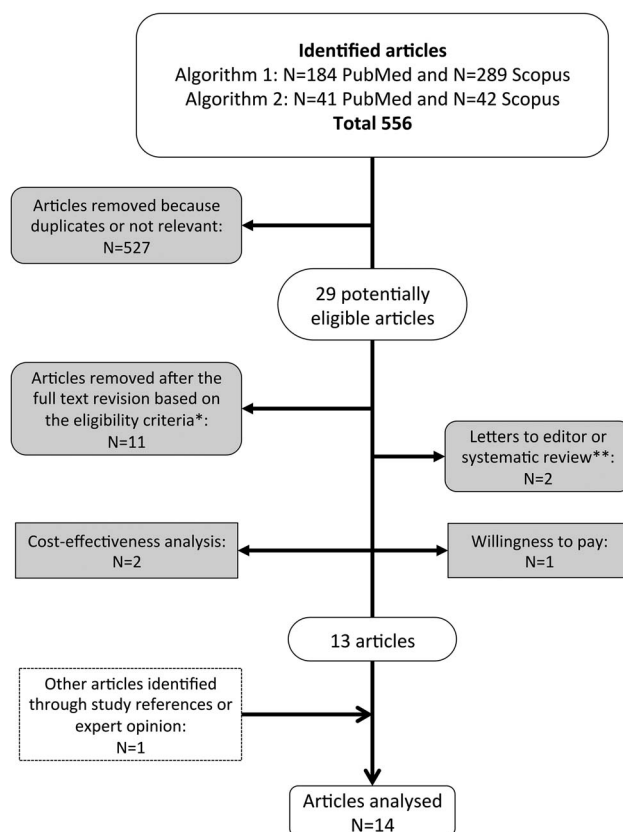 Identified articles
Algorithm 1: N=184 PubMed and N=289 Scopus
Algorithm 2: N=41 PubMed and N=42 Scopus
Total 556
Articles removed because
duplicates or not relevant:
N=527
29 potentially
eligible articles
Articles removed after the
full text revision based on
the eligibility criteria*:
N=11
Letters to editor or
systematic review**:
N=2
Cost-effectiveness analysis:
N=2
Willingness to pay:
N=1
13 articles
Other articles identified
through study references or
expert opinion:
N=1
Articles analysed
N=14